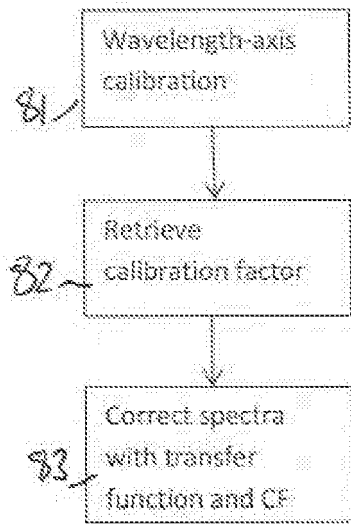 Wavelength-axis
calibration
81
Retrieve
calibration factor
82
Correct spectra
with transfer
function and CF
83